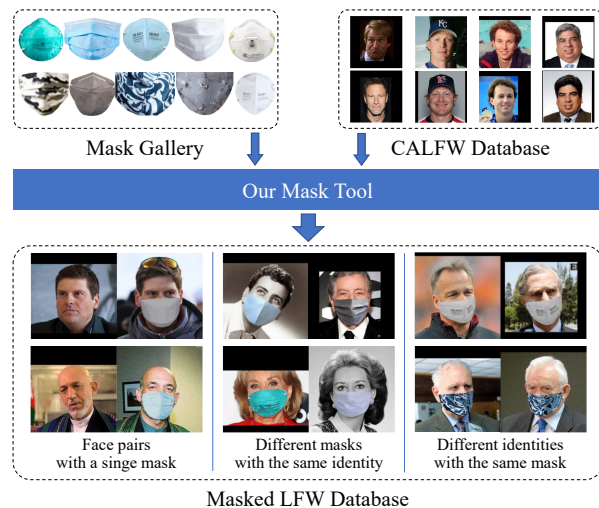 Mask Gallery
CALFW Database
Our Mask Tool
KC
Face pairs
with a singe mask
Different masks
with the same identity
Different identities
with the same mask
Masked LFW Database